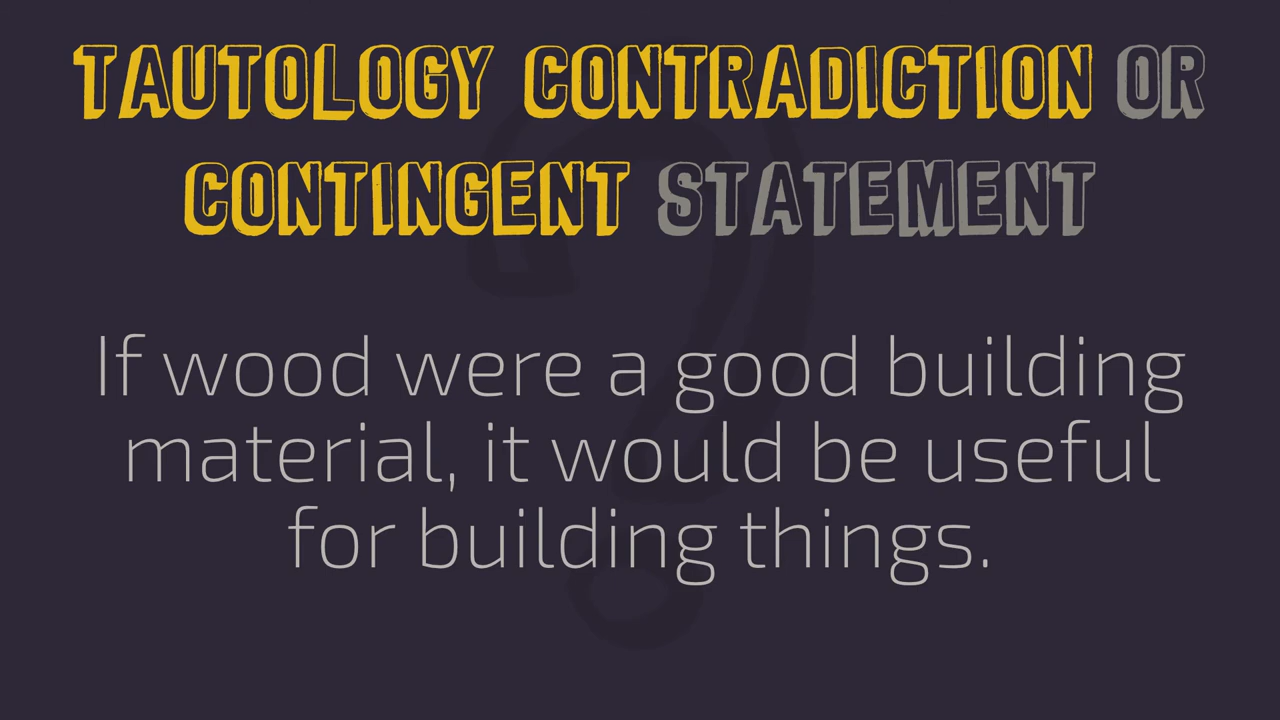 TAUTOLOGY CONTRADICTION OR
CONTINGENT STATEMENT
If wood were a good building
material, it would be useful
for building things.